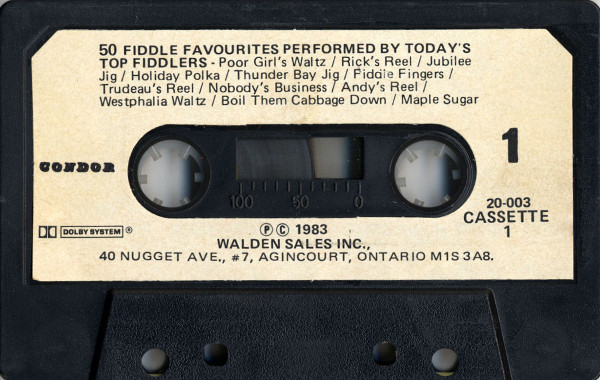 50 FIDDLE FAVOURITES PERFORMED BY TODAY'S
TOP FIDDLERS - Poor Girl's Waltz / Rick's Reel / Jubilee
Jig / Holiday Polka / Thunder Bay Jig / Fiddle Fingers /
Trudeau's Reel / Nobody's Business / Andy's Reel /
Westphalia Waltz / Boil Them Cabbage Down / Maple Sugar
1
CONDOR
100 50 0
20-003
CASSETTE
1
DOLBY SYSTEM ®
Ⓟ © 1983
WALDEN SALES INC.,
40 NUGGET AVE., #7, AGINCOURT, ONTARIO M1S 3A8.